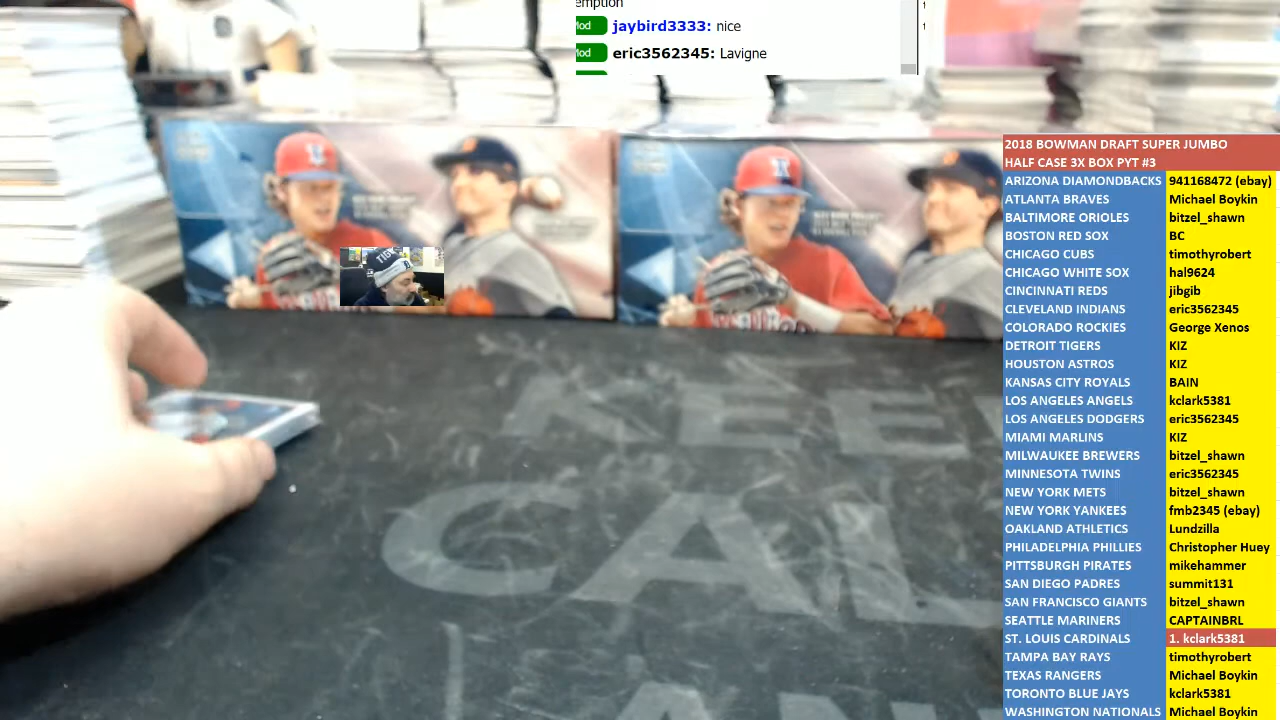 emption
Mod jaybird3333: nice
Mod eric3562345: Lavigne
2018 BOWMAN DRAFT SUPER JUMBO
HALF CASE 3X BOX PYT #3
ARIZONA DIAMONDBACKS 941168472 (ebay)
ATLANTA BRAVES Michael Boykin
BALTIMORE ORIOLES bitzel_shawn
BOSTON RED SOX BC
CHICAGO CUBS timothyrobert
CHICAGO WHITE SOX hal9624
CINCINNATI REDS jibgib
CLEVELAND INDIANS eric3562345
COLORADO ROCKIES George Xenos
DETROIT TIGERS KIZ
HOUSTON ASTROS KIZ
KANSAS CITY ROYALS BAIN
LOS ANGELES ANGELS kclark5381
LOS ANGELES DODGERS eric3562345
MIAMI MARLINS KIZ
MILWAUKEE BREWERS bitzel_shawn
MINNESOTA TWINS eric3562345
NEW YORK METS bitzel_shawn
NEW YORK YANKEES fmb2345 (ebay)
OAKLAND ATHLETICS Lundzilla
PHILADELPHIA PHILLIES Christopher Huey
PITTSBURGH PIRATES mikehammer
SAN DIEGO PADRES summit131
SAN FRANCISCO GIANTS bitzel_shawn
SEATTLE MARINERS CAPTAINBRL
ST. LOUIS CARDINALS 1. kclark5381
TAMPA BAY RAYS timothyrobert
TEXAS RANGERS Michael Boykin
TORONTO BLUE JAYS kclark5381
WASHINGTON NATIONALS Michael Boykin
KEE
CAL